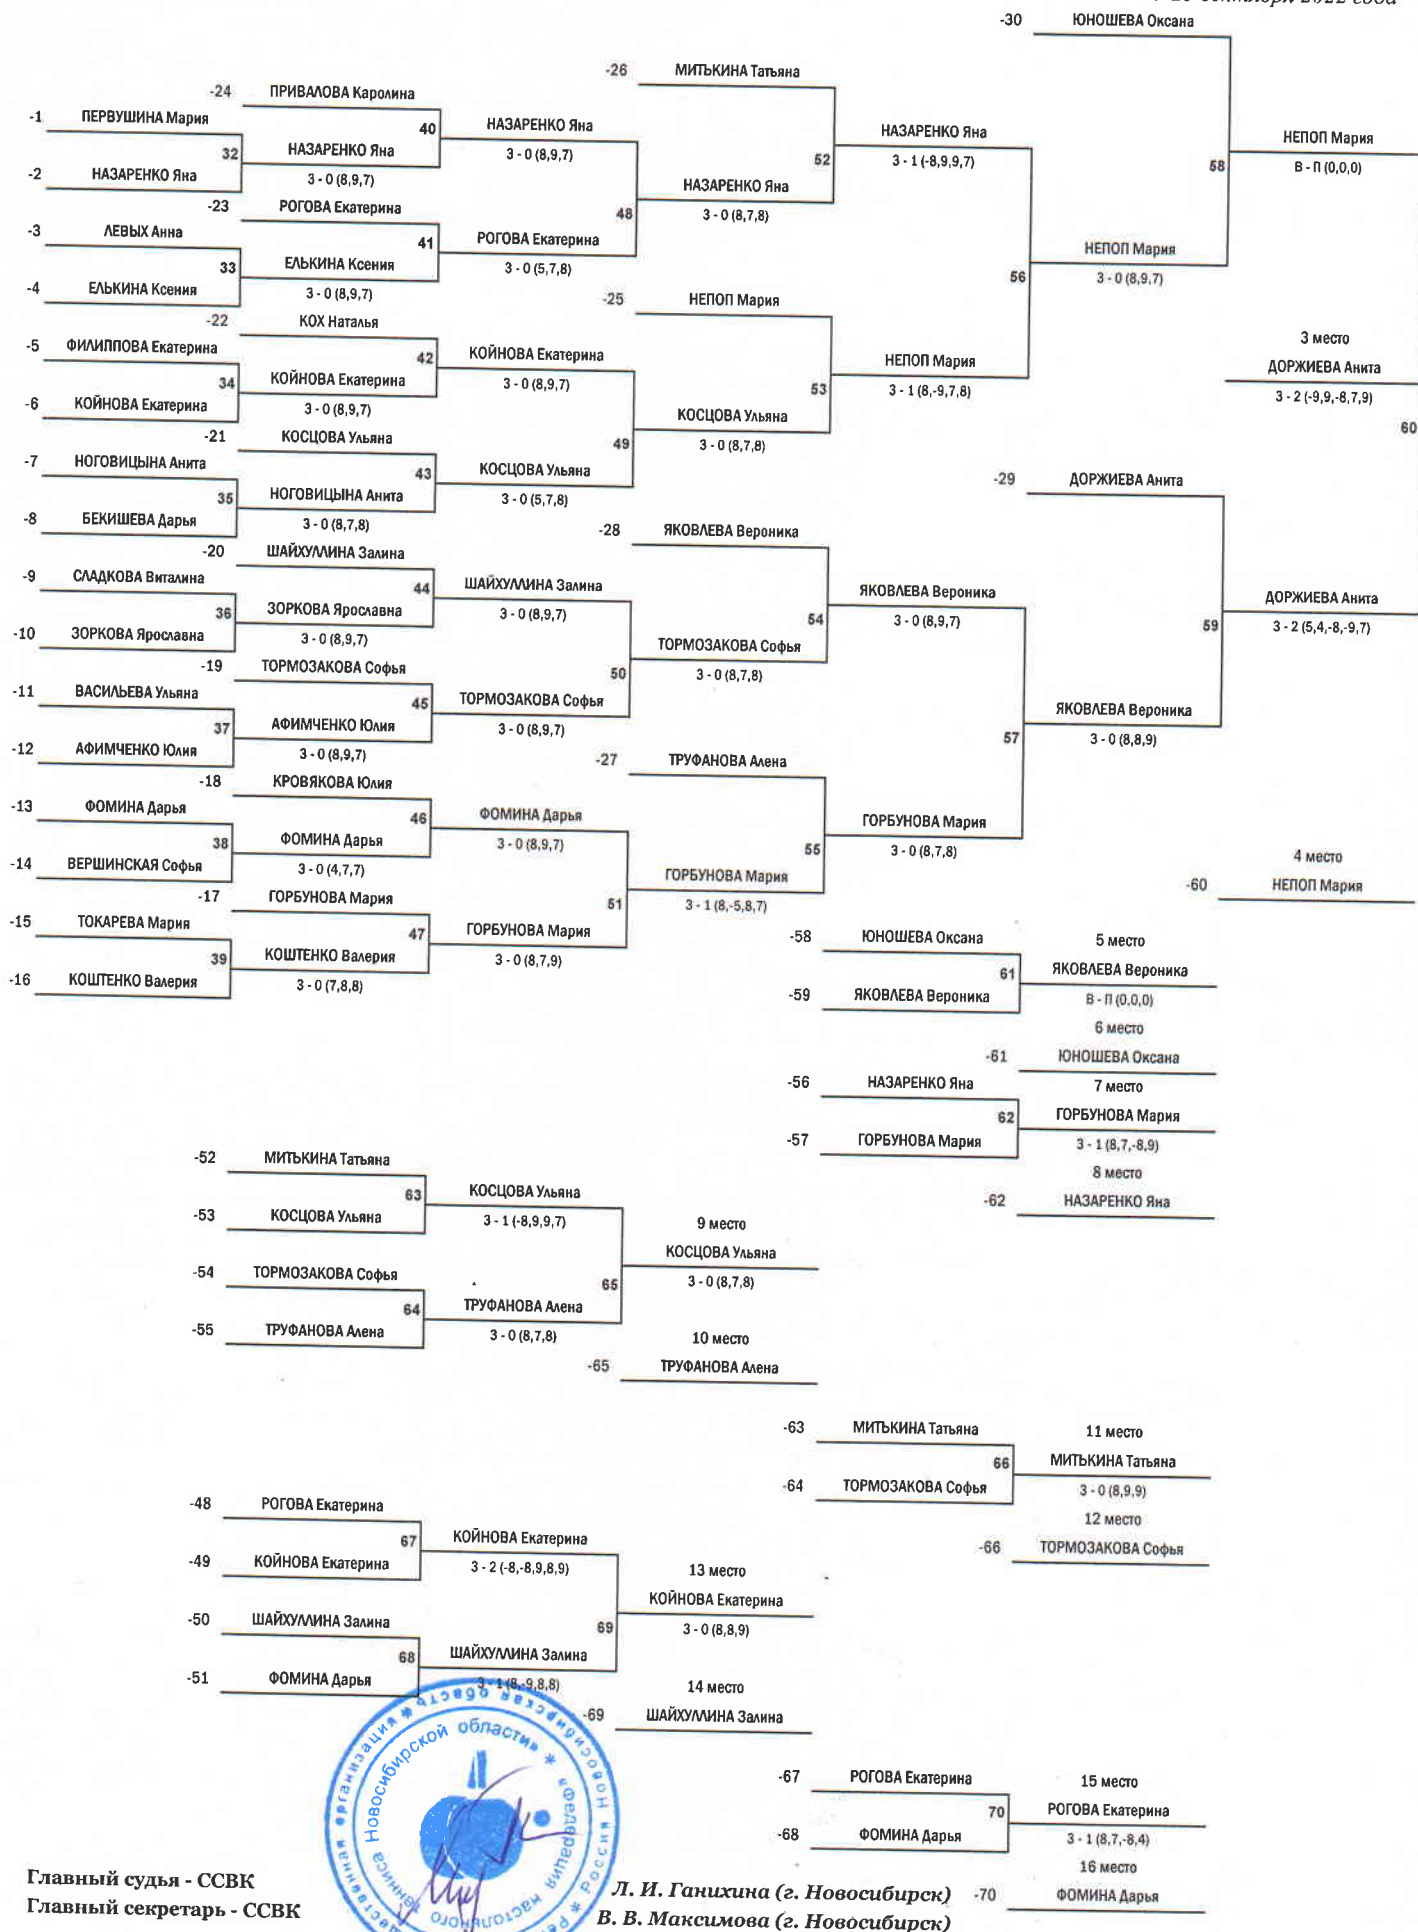 сентября 2022 года
-30 ЮНОШЕВА Оксана
-26 МИТЬКИНА Татьяна
-24 ПРИВАЛОВА Каролина
-1 ПЕРВУШИНА Мария
40 НАЗАРЕНКО Яна
3 - 0 (8,9,7)
НАЗАРЕНКО Яна
3 - 1 (-8,9,9,7)
НЕПОП Мария
В - П (0,0,0)
32 НАЗАРЕНКО Яна
3 - 0 (8,9,7)
52
58
-2 НАЗАРЕНКО Яна
НАЗАРЕНКО Яна
3 - 0 (8,7,8)
-23 РОГОВА Екатерина
48
-3 ЛЕВЫХ Анна
41 РОГОВА Екатерина
3 - 0 (5,7,8)
НЕПОП Мария
3 - 0 (8,9,7)
33 ЕЛЬКИНА Ксения
3 - 0 (8,9,7)
56
-4 ЕЛЬКИНА Ксения
-25 НЕПОП Мария
-22 КОХ Наталья
3 место
-5 ФИЛИППОВА Екатерина
42 КОЙНОВА Екатерина
3 - 0 (8,9,7)
НЕПОП Мария
3 - 1 (8,-9,7,8)
ДОРЖИЕВА Анита
3 - 2 (-9,9,-8,7,9)
34 КОЙНОВА Екатерина
3 - 0 (8,9,7)
53
-6 КОЙНОВА Екатерина
КОСЦОВА Ульяна
3 - 0 (8,7,8)
60
-21 КОСЦОВА Ульяна
49
-7 НОГОВИЦЫНА Анита
43 КОСЦОВА Ульяна
3 - 0 (5,7,8)
-29 ДОРЖИЕВА Анита
35 НОГОВИЦЫНА Анита
3 - 0 (8,7,8)
-8 БЕКИШЕВА Дарья
-28 ЯКОВЛЕВА Вероника
-20 ШАЙХУЛЛИНА Залина
-9 СЛАДКОВА Виталина
44 ШАЙХУЛЛИНА Залина
3 - 0 (8,9,7)
ЯКОВЛЕВА Вероника
3 - 0 (8,9,7)
ДОРЖИЕВА Анита
3 - 2 (5,4,-8,-9,7)
36 ЗОРКОВА Ярославна
3 - 0 (8,9,7)
54
59
-10 ЗОРКОВА Ярославна
ТОРМОЗАКОВА Софья
3 - 0 (8,7,8)
-19 ТОРМОЗАКОВА Софья
50
-11 ВАСИЛЬЕВА Ульяна
45 ТОРМОЗАКОВА Софья
3 - 0 (8,9,7)
ЯКОВЛЕВА Вероника
3 - 0 (8,8,9)
37 АФИМЧЕНКО Юлия
3 - 0 (8,9,7)
57
-12 АФИМЧЕНКО Юлия
-27 ТРУФАНОВА Алена
-18 КРОВЯКОВА Юлия
-13 ФОМИНА Дарья
46 ФОМИНА Дарья
3 - 0 (8,9,7)
ГОРБУНОВА Мария
3 - 0 (8,7,8)
38 ФОМИНА Дарья
3 - 0 (4,7,7)
55
4 место
-14 ВЕРШИНСКАЯ Софья
ГОРБУНОВА Мария
3 - 1 (8,-5,8,7)
-60 НЕПОП Мария
-17 ГОРБУНОВА Мария
51
-15 ТОКАРЕВА Мария
47 ГОРБУНОВА Мария
3 - 0 (8,7,9)
-58 ЮНОШЕВА Оксана
5 место
39 КОШТЕНКО Валерия
3 - 0 (7,8,8)
61 ЯКОВЛЕВА Вероника
В - П (0,0,0)
-16 КОШТЕНКО Валерия
-59 ЯКОВЛЕВА Вероника
6 место
-61 ЮНОШЕВА Оксана
-56 НАЗАРЕНКО Яна
7 место
62 ГОРБУНОВА Мария
3 - 1 (8,7,-8,9)
-57 ГОРБУНОВА Мария
8 место
-62 НАЗАРЕНКО Яна
-52 МИТЬКИНА Татьяна
63 КОСЦОВА Ульяна
3 - 1 (-8,9,9,7)
-53 КОСЦОВА Ульяна
9 место
КОСЦОВА Ульяна
3 - 0 (8,7,8)
-54 ТОРМОЗАКОВА Софья
65
64 ТРУФАНОВА Алена
3 - 0 (8,7,8)
-55 ТРУФАНОВА Алена
10 место
-65 ТРУФАНОВА Алена
-63 МИТЬКИНА Татьяна
11 место
66 МИТЬКИНА Татьяна
3 - 0 (8,9,9)
-64 ТОРМОЗАКОВА Софья
12 место
-66 ТОРМОЗАКОВА Софья
-48 РОГОВА Екатерина
67 КОЙНОВА Екатерина
3 - 2 (-8,-8,9,8,9)
-49 КОЙНОВА Екатерина
13 место
КОЙНОВА Екатерина
3 - 0 (8,8,9)
-50 ШАЙХУЛЛИНА Залина
69
68 ШАЙХУЛЛИНА Залина
3 - 1 (8,-9,8,8)
-51 ФОМИНА Дарья
14 место
-69 ШАЙХУЛЛИНА Залина
-67 РОГОВА Екатерина
15 место
70 РОГОВА Екатерина
3 - 1 (8,7,-8,4)
-68 ФОМИНА Дарья
16 место
-70 ФОМИНА Дарья
организация * Новосибирская область * Россия
«Федерация настольного тенниса Новосибирской области» *
Главный судья - ССВК
Л. И. Ганихина (г. Новосибирск)
Главный секретарь - ССВК
В. В. Максимова (г. Новосибирск)